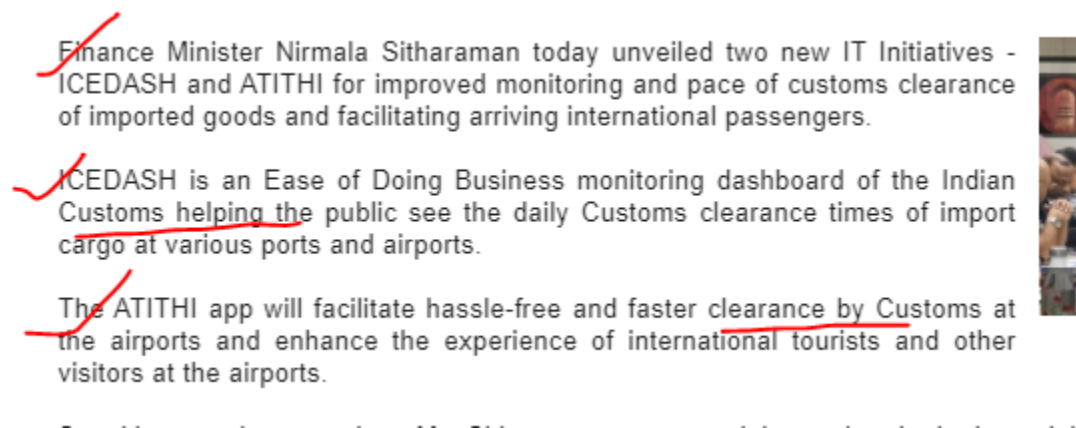 Finance Minister Nirmala Sitharaman today unveiled two new IT Initiatives -
ICEDASH and ATITHI for improved monitoring and pace of customs clearance
of imported goods and facilitating arriving international passengers.
ICEDASH is an Ease of Doing Business monitoring dashboard of the Indian
Customs helping the public see the daily Customs clearance times of import
cargo at various ports and airports.
The ATITHI app will facilitate hassle-free and faster clearance by Customs at
the airports and enhance the experience of international tourists and other
visitors at the airports.